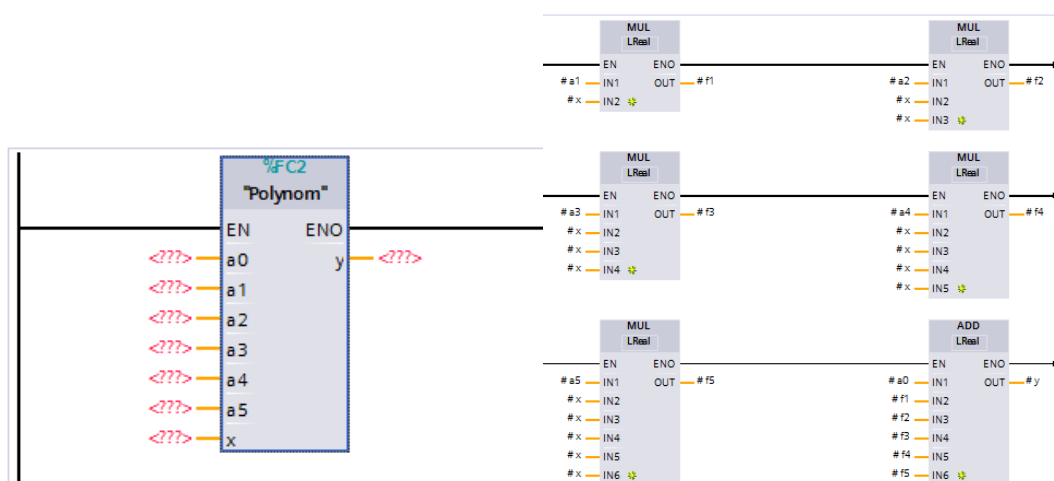 %FC2
"Polynom"
EN ENO
<???> a0 y <???>
<???> a1
<???> a2
<???> a3
<???> a4
<???> a5
<???> x
MUL
LReal
EN ENO
#a1 IN1 OUT #f1
#x IN2
MUL
LReal
EN ENO
#a2 IN1 OUT #f2
#x IN2
#x IN3
MUL
LReal
EN ENO
#a3 IN1 OUT #f3
#x IN2
#x IN3
#x IN4
MUL
LReal
EN ENO
#a4 IN1 OUT #f4
#x IN2
#x IN3
#x IN4
#x IN5
MUL
LReal
EN ENO
#a5 IN1 OUT #f5
#x IN2
#x IN3
#x IN4
#x IN5
#x IN6
ADD
LReal
EN ENO
#a0 IN1 OUT #y
#f1 IN2
#f2 IN3
#f3 IN4
#f4 IN5
#f5 IN6